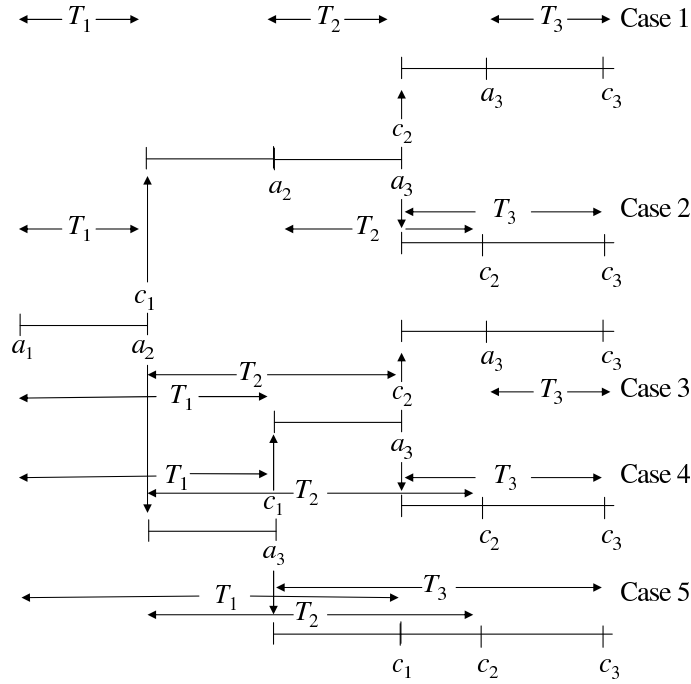 T₁ T₂ T₃ Case 1
a₃ c₃
c₂
a₂ a₃
T₁ T₂ T₃ Case 2
c₂ c₃
c₁
a₁ a₂ a₃ c₃
T₂
T₁ c₂ T₃ Case 3
a₃
T₁ T₃ Case 4
c₁ T₂
c₂ c₃
a₃
T₃
T₁ Case 5
T₂
c₁ c₂ c₃